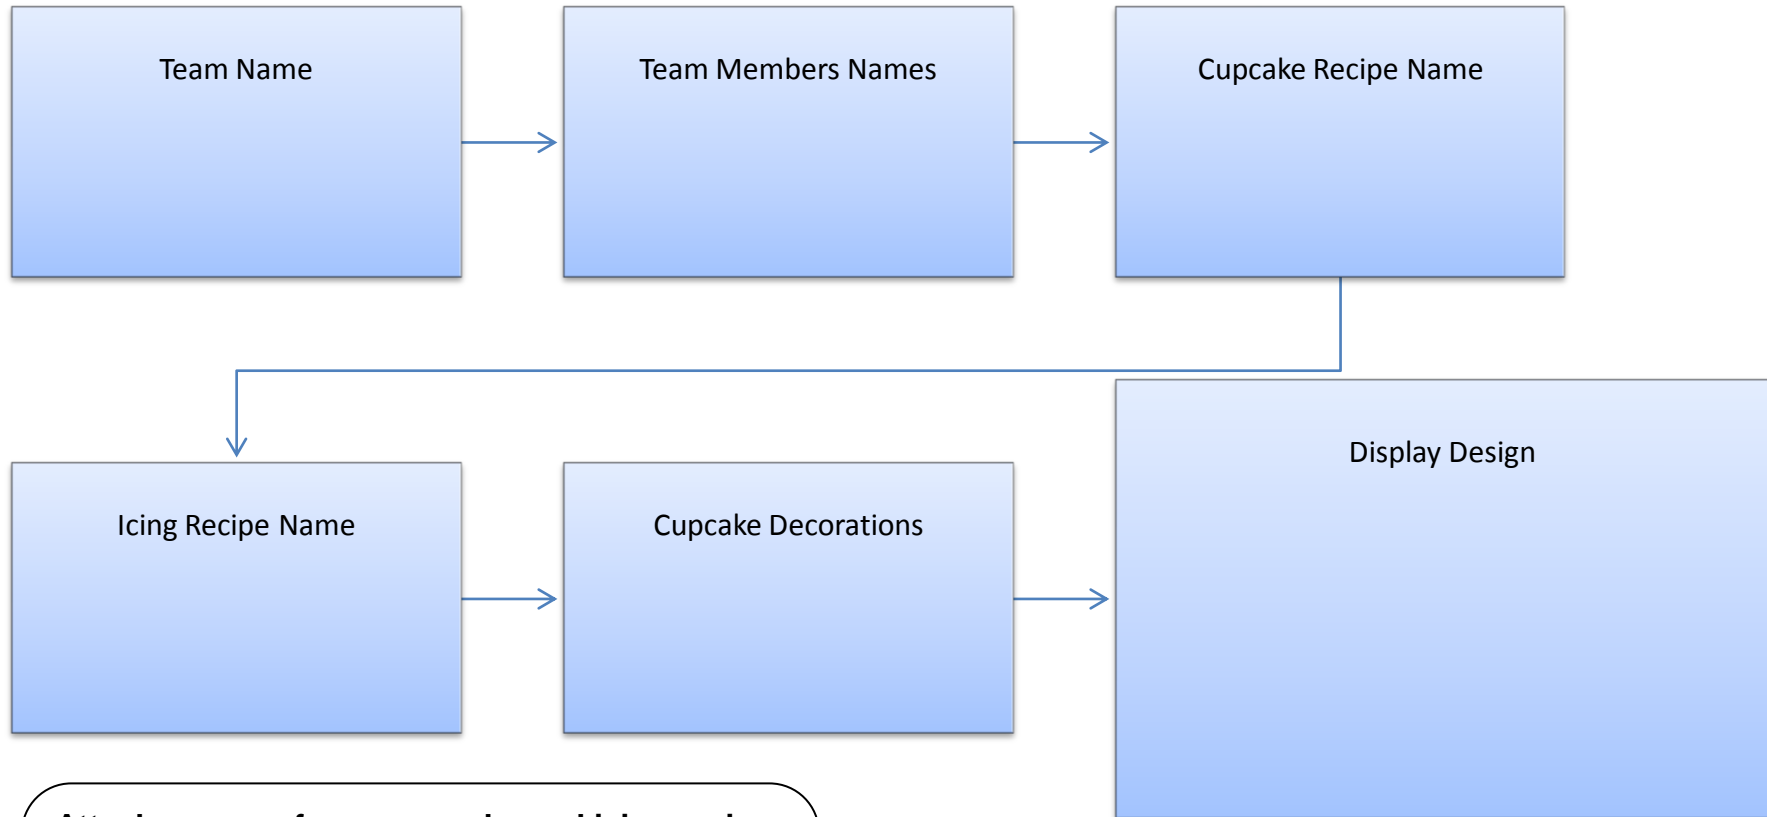 Team Name
Team Members Names
Cupcake Recipe Name
Icing Recipe Name
Cupcake Decorations
Display Design